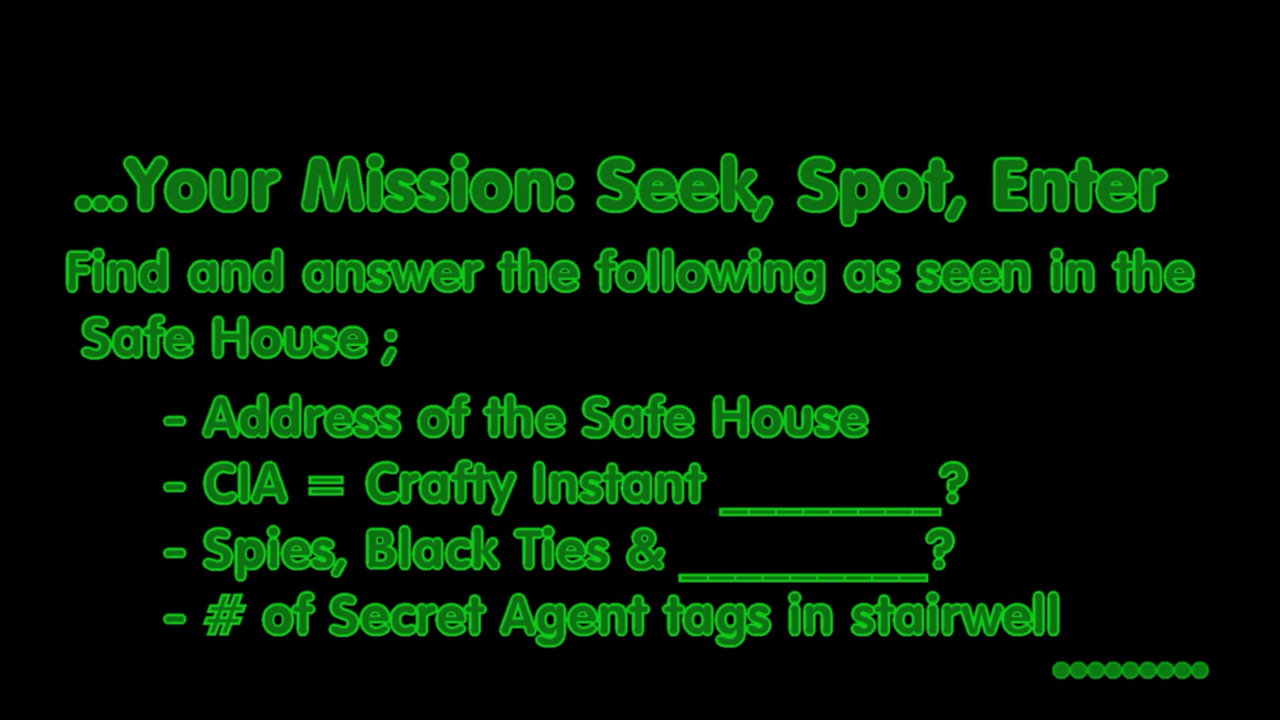 ...Your Mission: Seek, Spot, Enter
Find and answer the following as seen in the
Safe House ;
- Address of the Safe House
- CIA = Crafty Instant ________?
- Spies, Black Ties & _________?
- # of Secret Agent tags in stairwell
.........